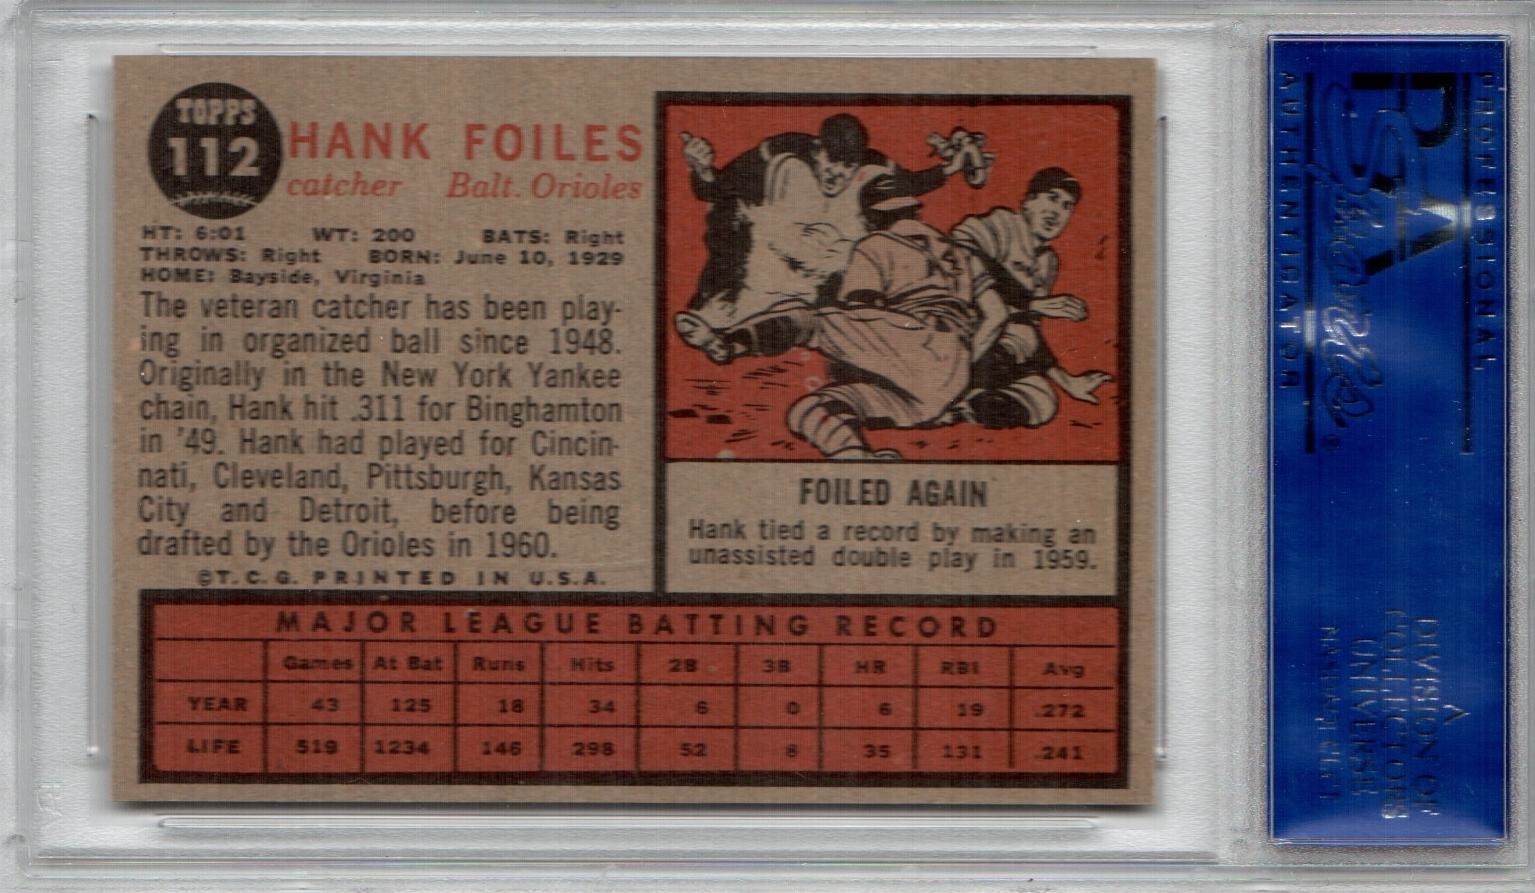 TOPPS
112
HANK FOILES
catcher Balt. Orioles
HT: 6:01 WT: 200 BATS: Right
THROWS: Right BORN: June 10, 1929
HOME: Bayside, Virginia
The veteran catcher has been play-
ing in organized ball since 1948.
Originally in the New York Yankee
chain, Hank hit .311 for Binghamton
in '49. Hank had played for Cincin-
nati, Cleveland, Pittsburgh, Kansas
City and Detroit, before being
drafted by the Orioles in 1960.
©T.C.G. PRINTED IN U.S.A.
FOILED AGAIN
Hank tied a record by making an
unassisted double play in 1959.
MAJOR LEAGUE BATTING RECORD
Games At Bat Runs Hits 2B 3B HR RBI Avg
YEAR 43 125 18 34 6 0 6 19 .272
LIFE 519 1234 146 298 52 8 35 131 .241
PROFESSIONAL
PSA
AUTHENTICATOR
A
DIVISION OF
COLLECTORS
UNIVERSE